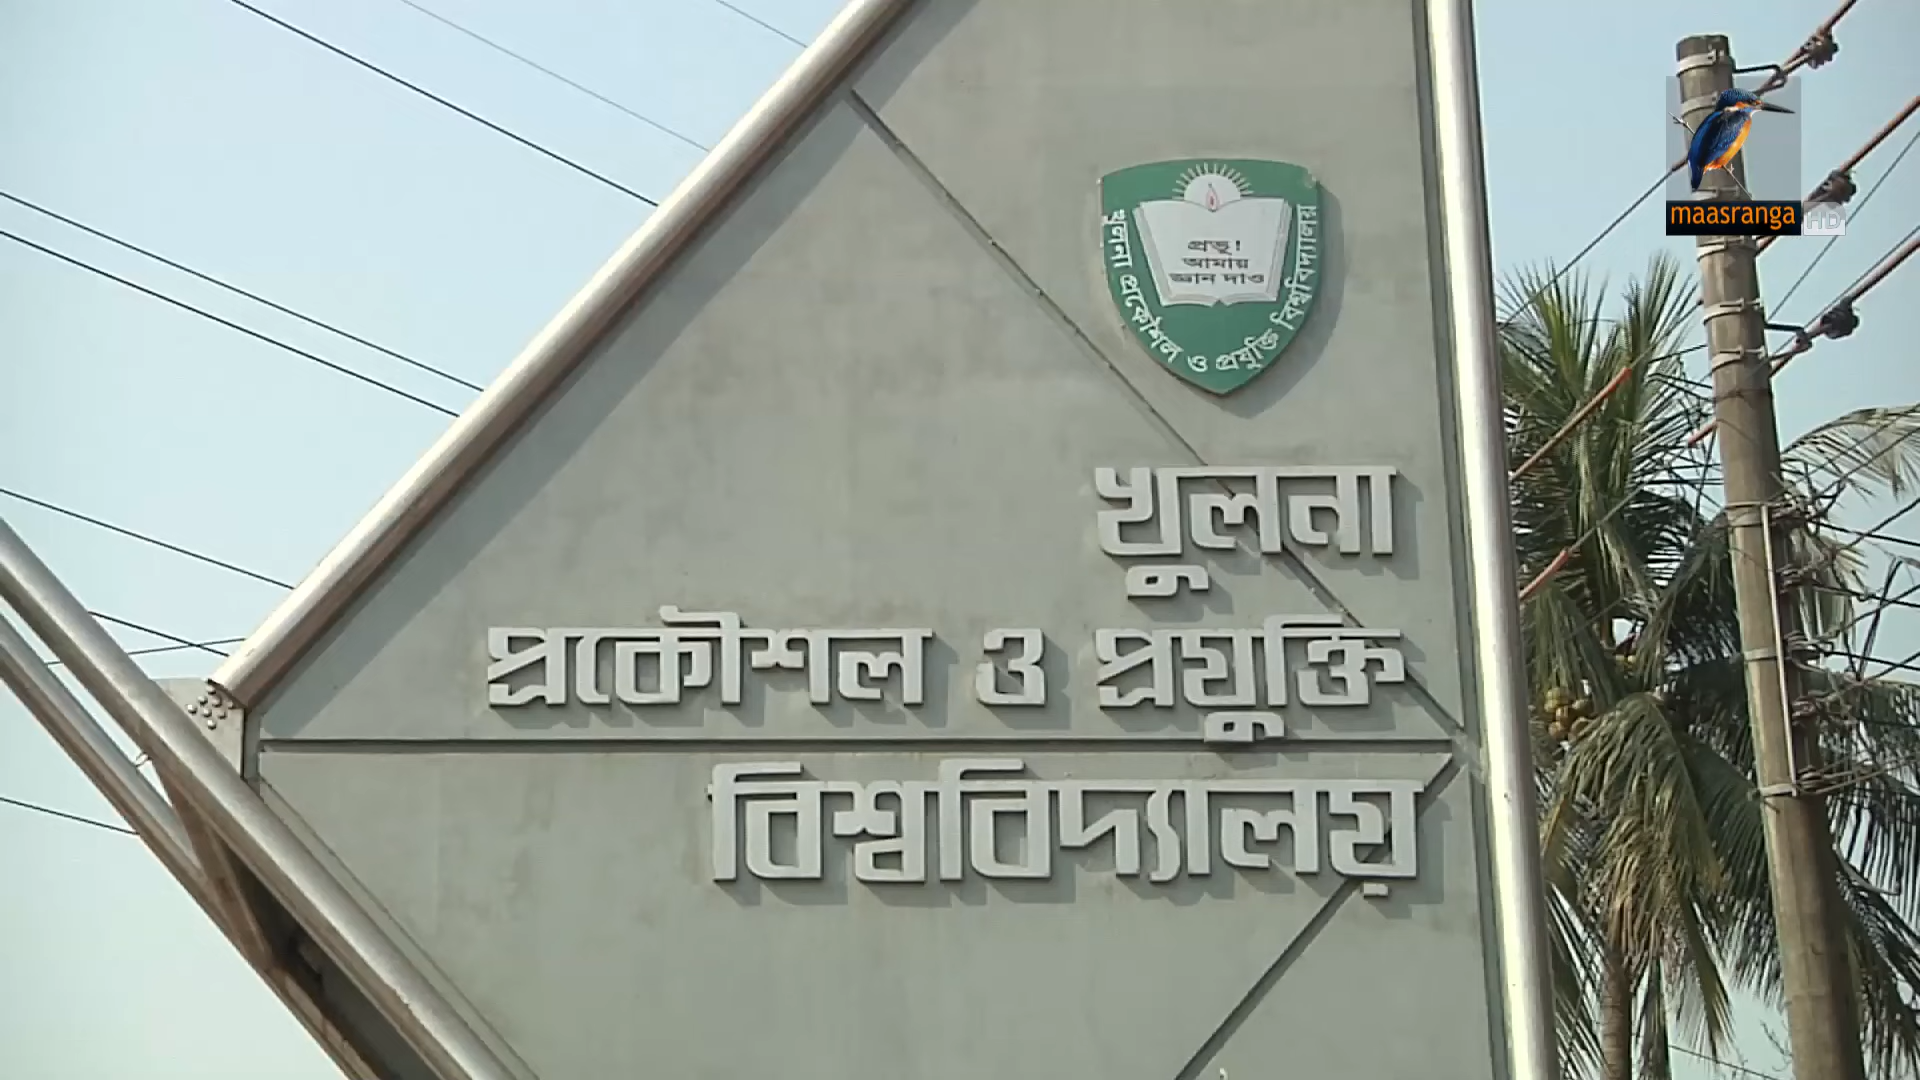 maasranga HD
প্রভু!
আমায়
জ্ঞান দাও
খুলনা প্রকৌশল ও প্রযুক্তি বিশ্ববিদ্যালয়
খুলনা
প্রকৌশল ও প্রযুক্তি
বিশ্ববিদ্যালয়